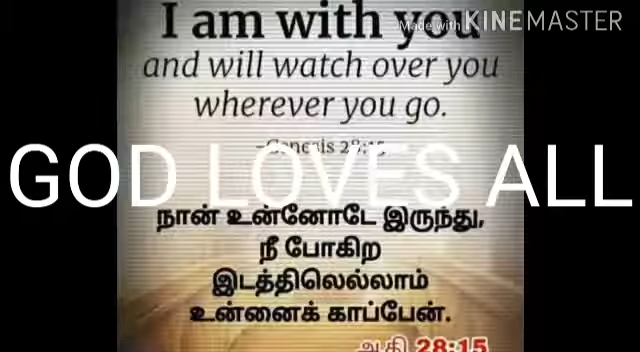 I am with you
Made with KINEMASTER
and will watch over you
wherever you go.
–Genesis 28:15
GOD LOVES ALL
நான் உன்னோடே இருந்து,
நீ போகிற
இடத்திலெல்லாம்
உன்னைக் காப்பேன்.
ஆதி 28:15